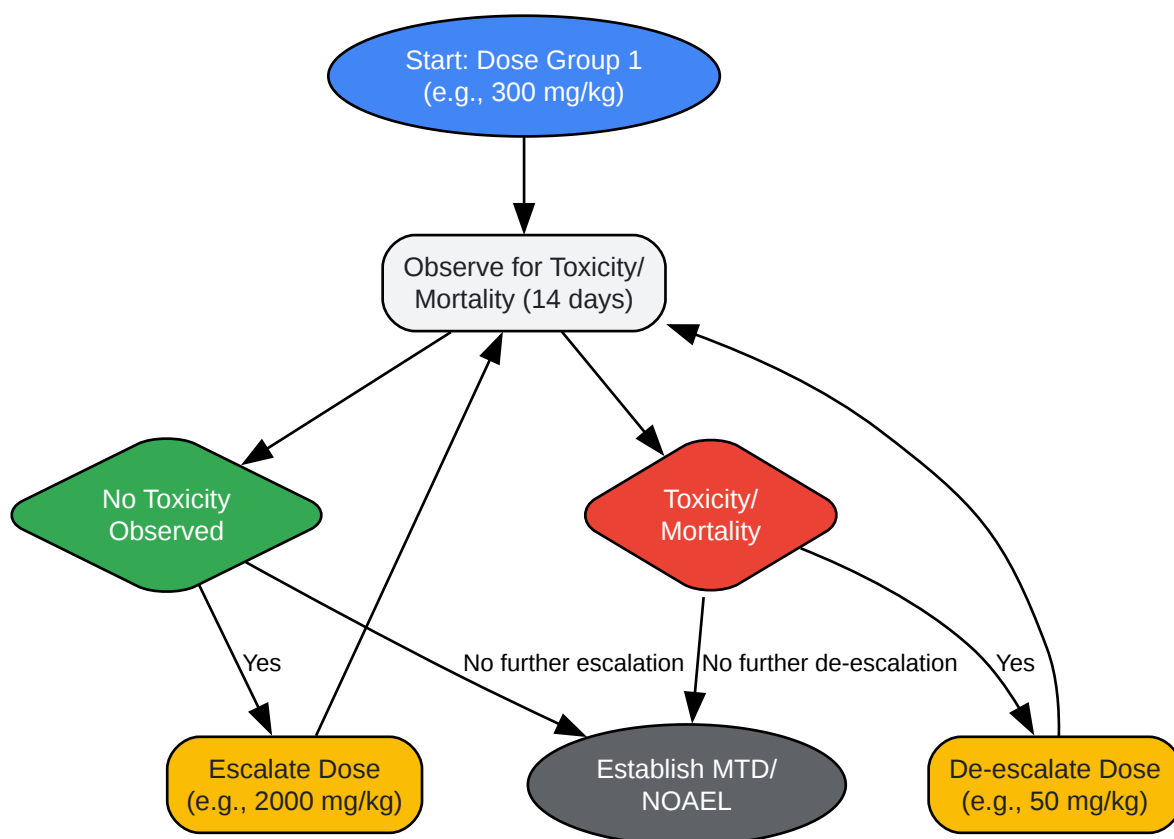 Start: Dose Group 1
(e.g., 300 mg/kg)
Observe for Toxicity/
Mortality (14 days)
No Toxicity
Observed
Toxicity/
Mortality
Yes
No further escalation
No further de-escalation
Yes
Escalate Dose
(e.g., 2000 mg/kg)
Establish MTD/
NOAEL
De-escalate Dose
(e.g., 50 mg/kg)